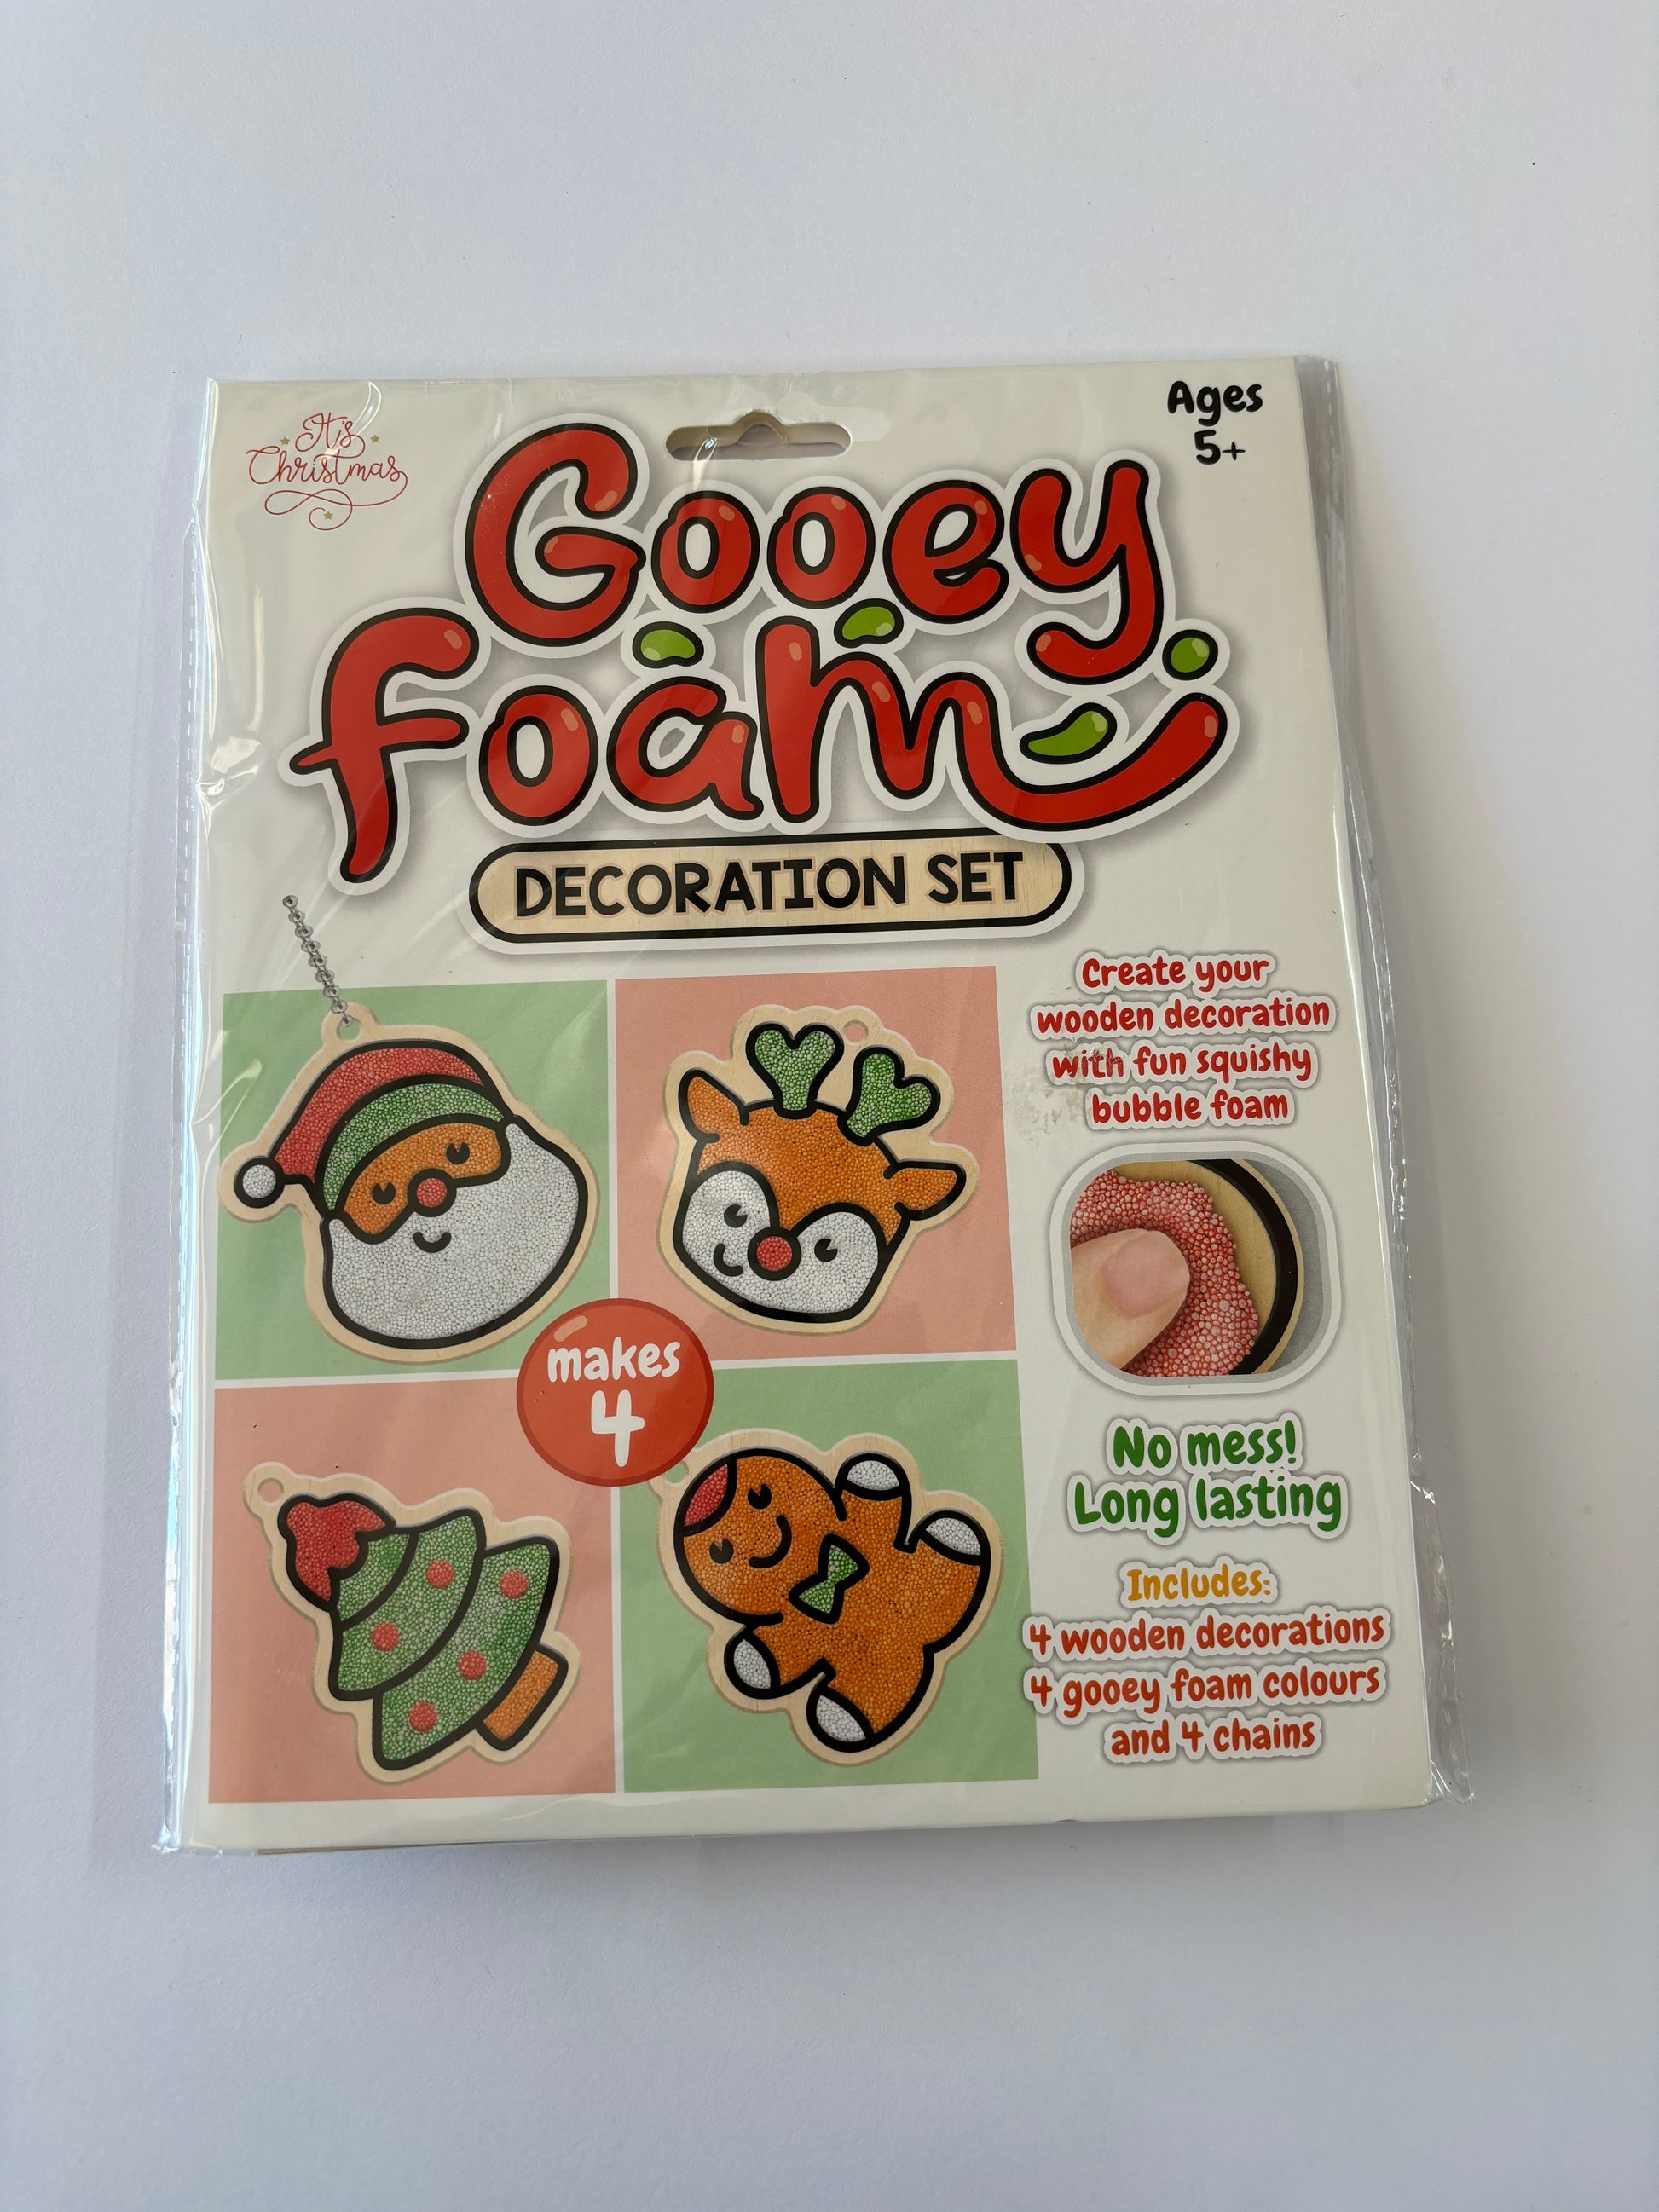 It's
Christmas
Ages
5+
Gooey
foam
DECORATION SET
Create your
wooden decoration
with fun squishy
bubble foam
makes
4
No mess!
Long lasting
Includes:
4 wooden decorations
4 gooey foam colours
and 4 chains